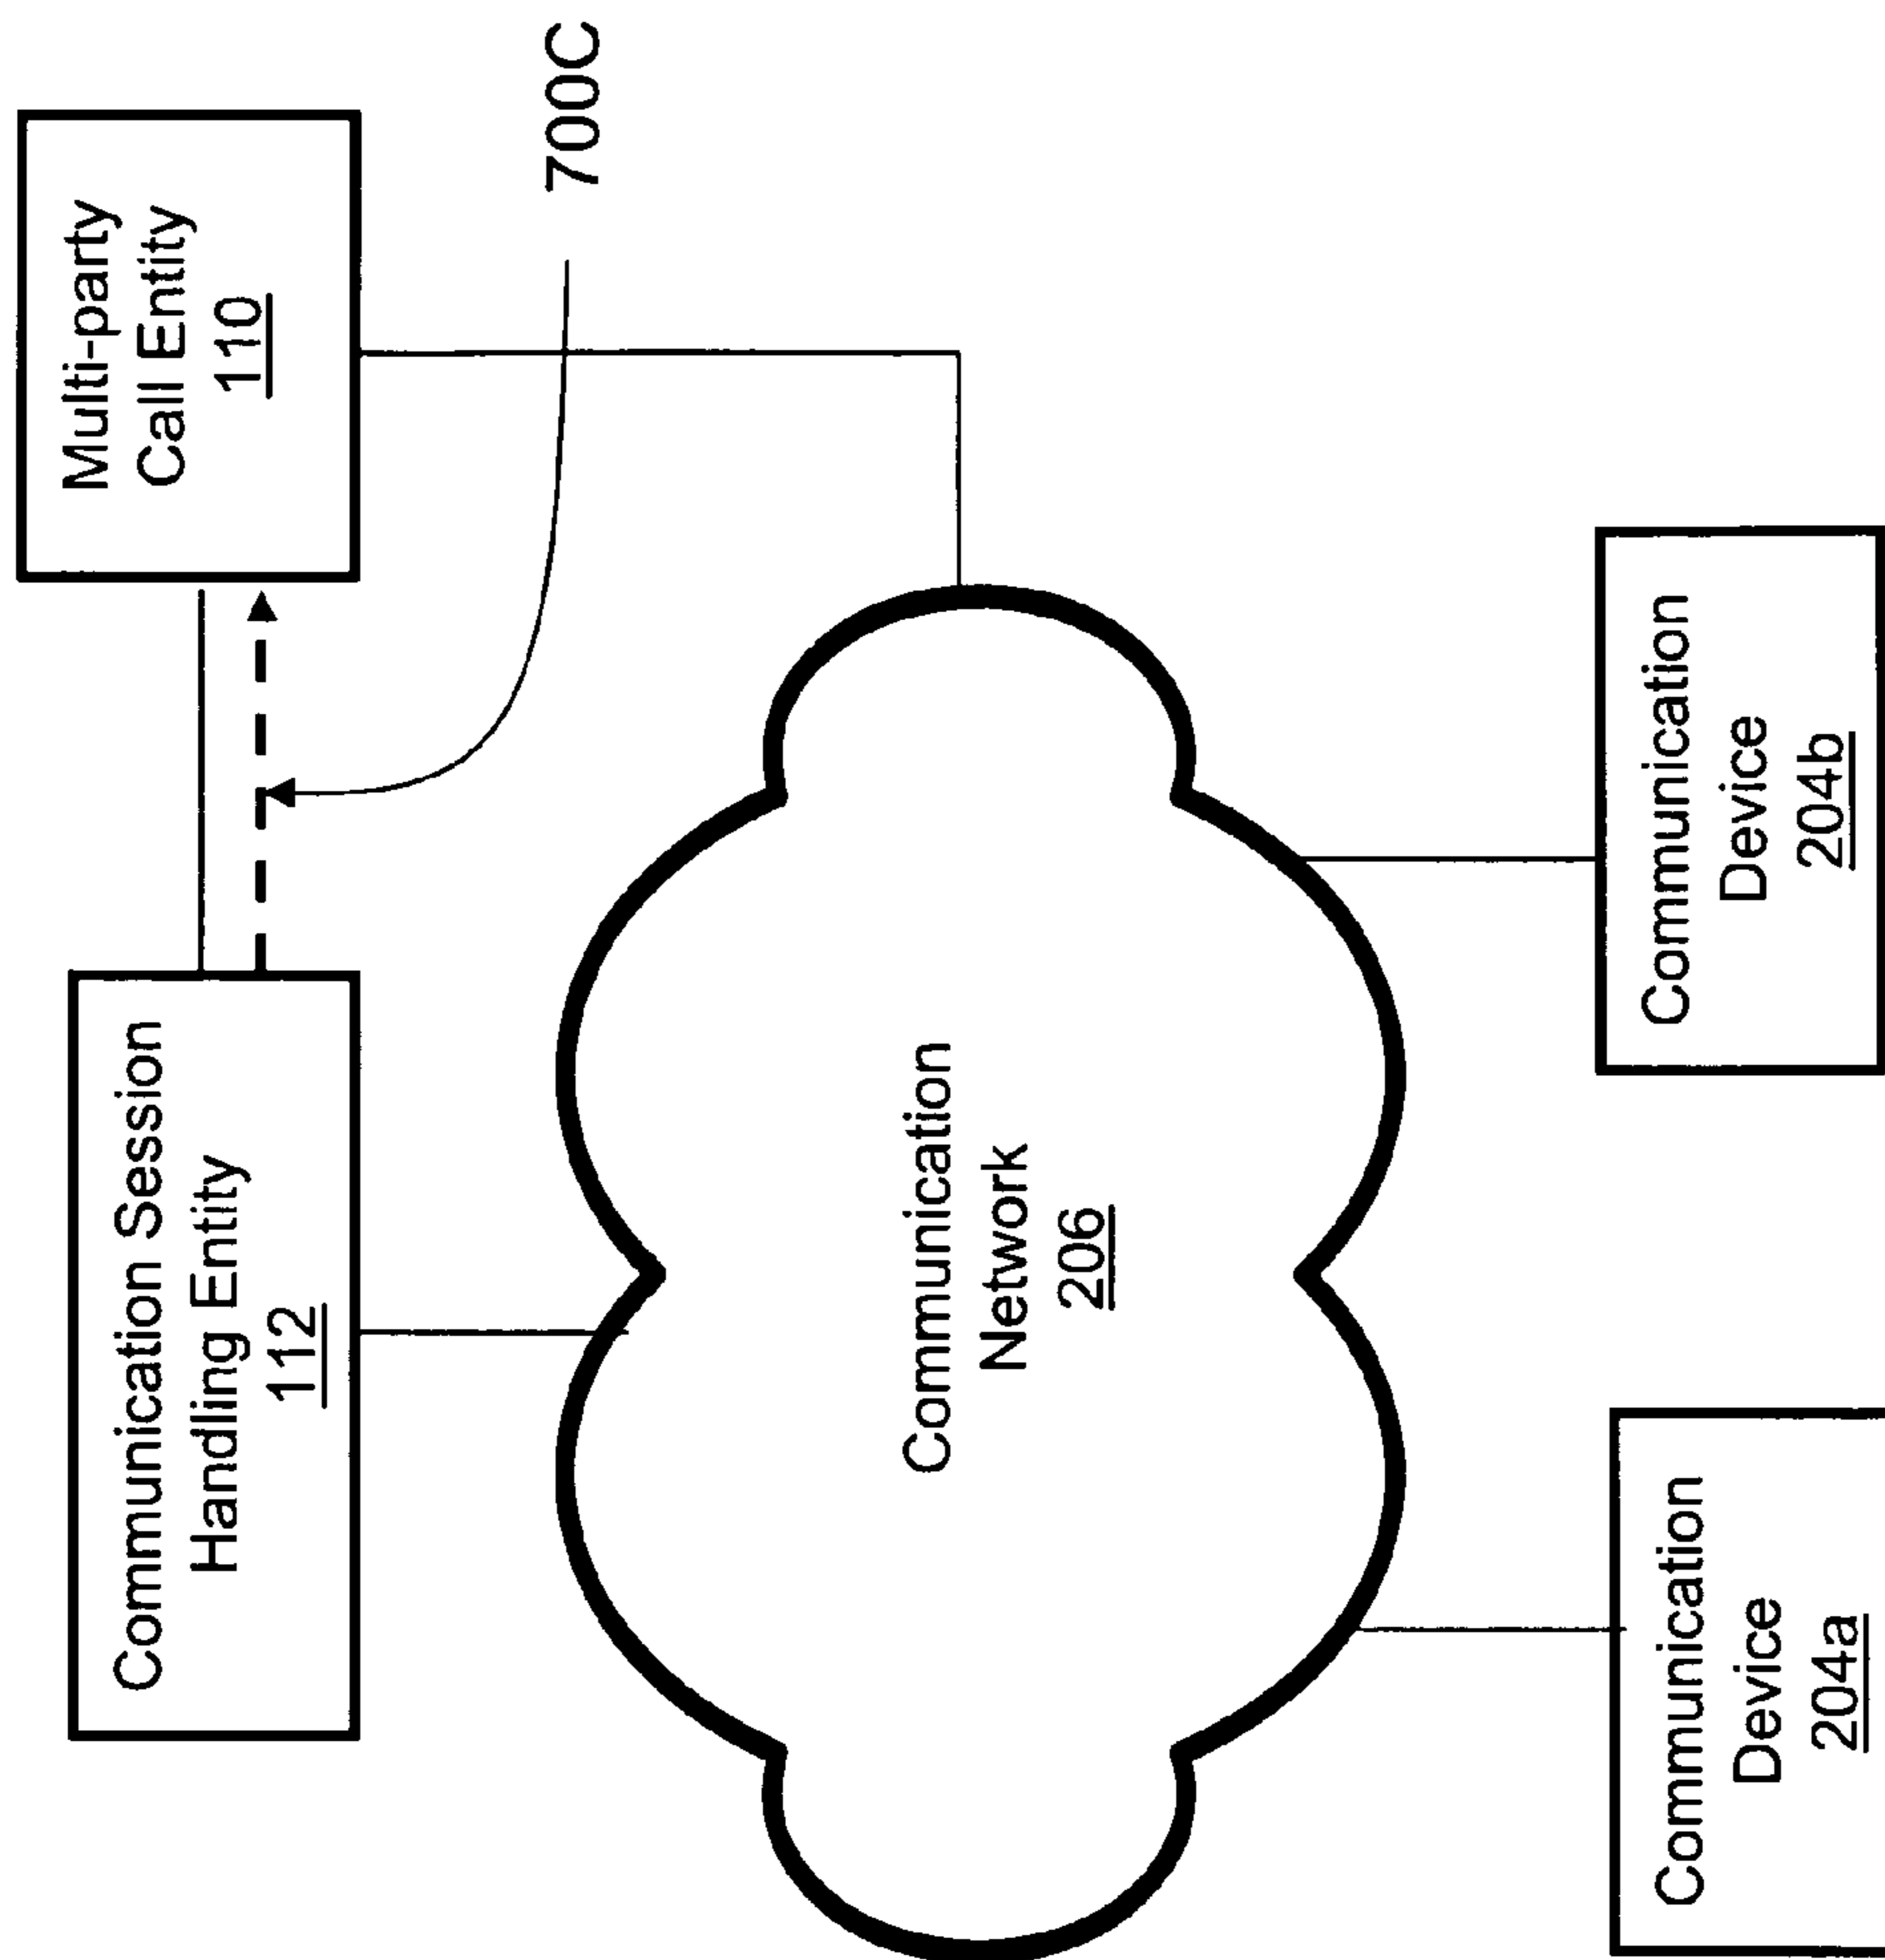 Communication Session
Handling Entity
112
Multi-party
Call Entity
110
700C
Communication
Network
206
Communication
Device
204a
Communication
Device
204b